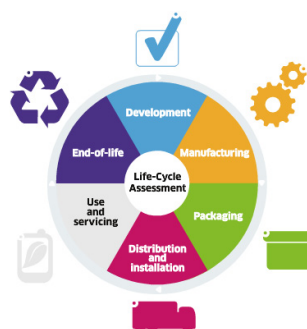 Development
Manufacturing
Packaging
Distribution
and
installation
Use
and
servicing
End-of-life
Life-Cycle
Assessment